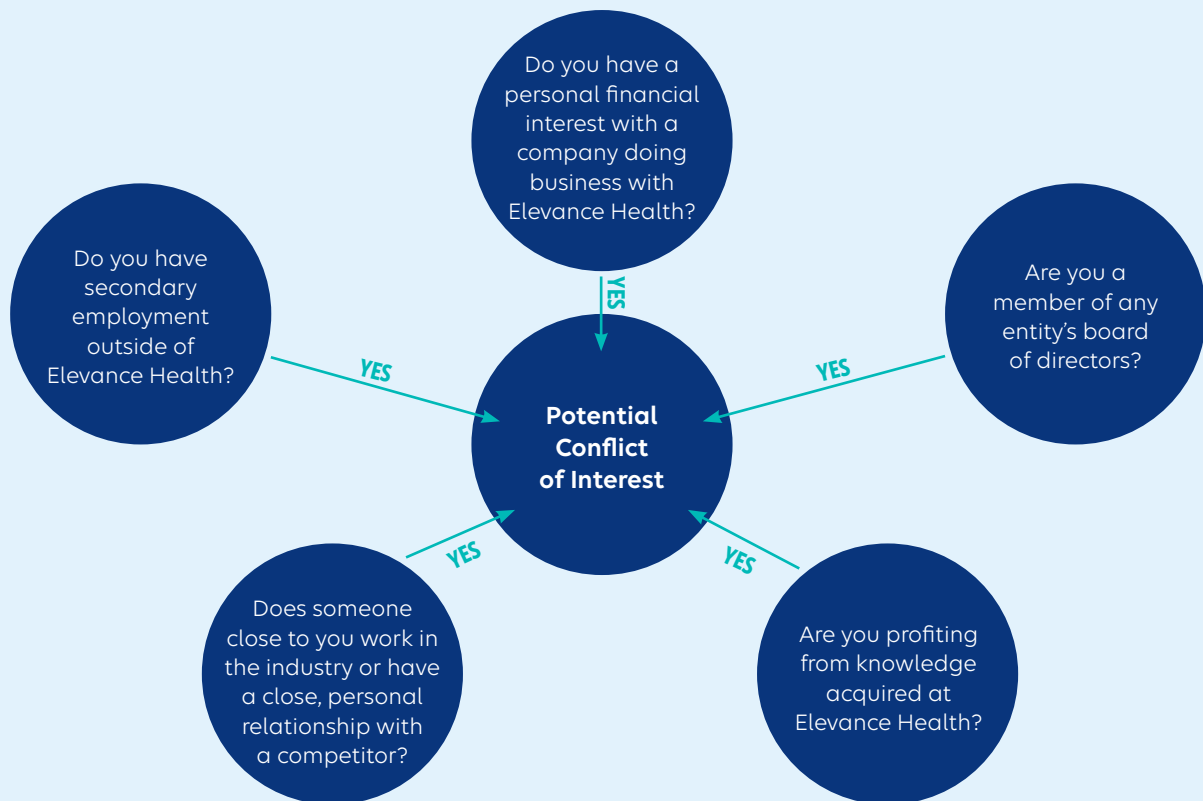 Do you have a
personal financial
interest with a
company doing
business with
Elevance Health?
YES
Do you have
secondary
employment
outside of
Elevance Health?
YES
Are you a
member of any
entity’s board
of directors?
YES
Potential
Conflict
of Interest
Does someone
close to you work in
the industry or have
a close, personal
relationship with
a competitor?
YES
Are you profiting
from knowledge
acquired at
Elevance Health?
YES